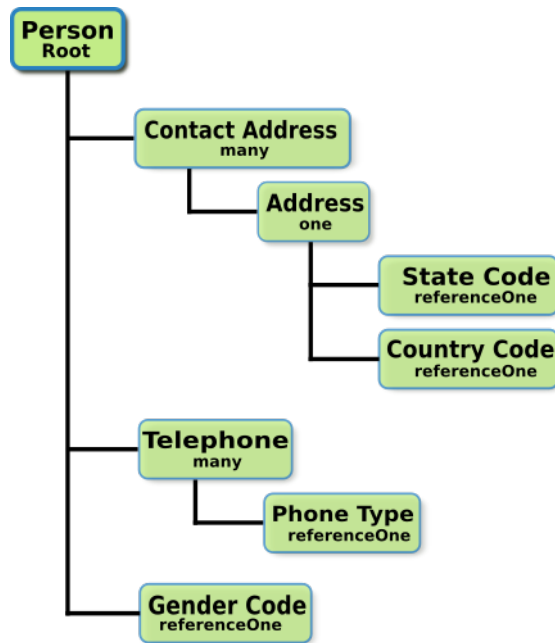 Person
Root
Contact Address
many
Address
one
State Code
referenceOne
Country Code
referenceOne
Telephone
many
Phone Type
referenceOne
Gender Code
referenceOne